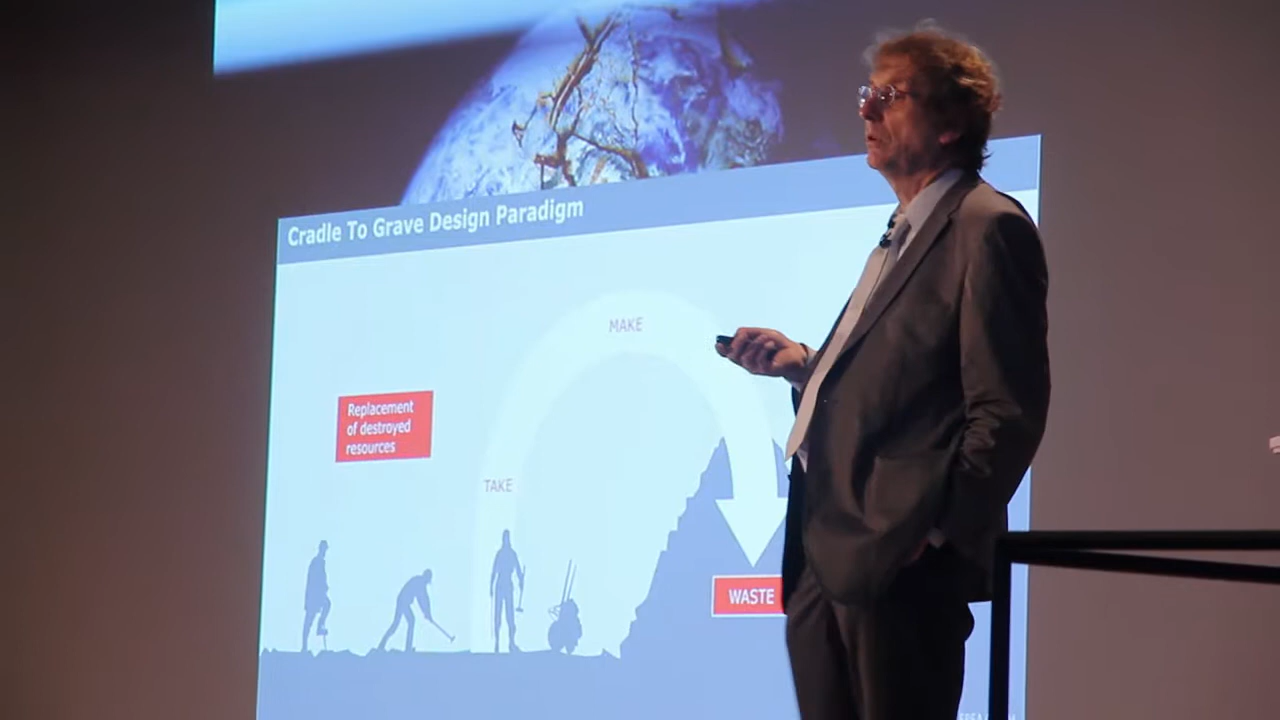 Cradle To Grave Design Paradigm
MAKE
Replacement
of destroyed
resources
TAKE
WASTE